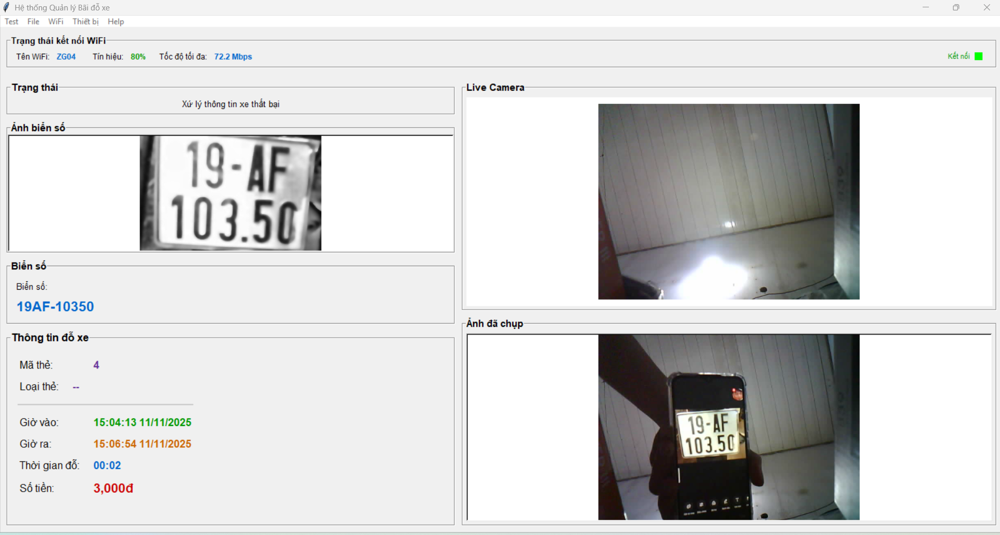 Hệ thống Quản lý Bãi đỗ xe
Test File WiFi Thiết bị Help
Trạng thái kết nối WiFi
Tên WiFi: ZG04 Tín hiệu: 80% Tốc độ tối đa: 72.2 Mbps Kết nối
Trạng thái
Xử lý thông tin xe thất bại
Ảnh biển số
19-AF
103.50
Biển số
Biển số:
19AF-10350
Thông tin đỗ xe
Mã thẻ: 4
Loại thẻ: --
Giờ vào: 15:04:13 11/11/2025
Giờ ra: 15:06:54 11/11/2025
Thời gian đỗ: 00:02
Số tiền: 3,000đ
Live Camera
Ảnh đã chụp
19-AF
103.50